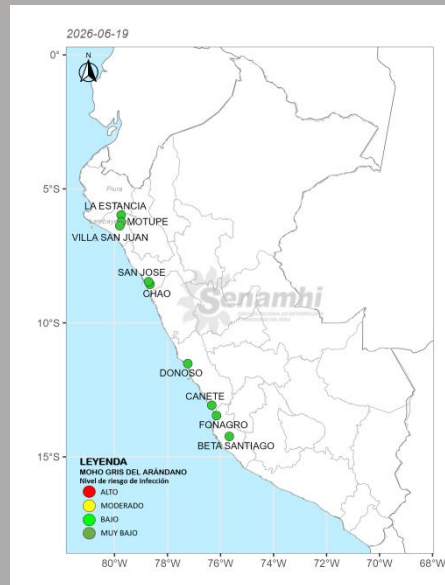 2026-06-19
N
0°
5°S
10°S
15°S
Piura
LA ESTANCIA
MOTUPE
VILLA SAN JUAN
SAN JOSE
CHAO
Senamhi
DONOSO
CANETE
FONAGRO
BETA SANTIAGO
LEYENDA
MOHO GRIS DEL ARÁNDANO
Nivel de riesgo de infección
ALTO
MODERADO
BAJO
MUY BAJO
80°W 78°W 76°W 74°W 72°W 70°W 68°W